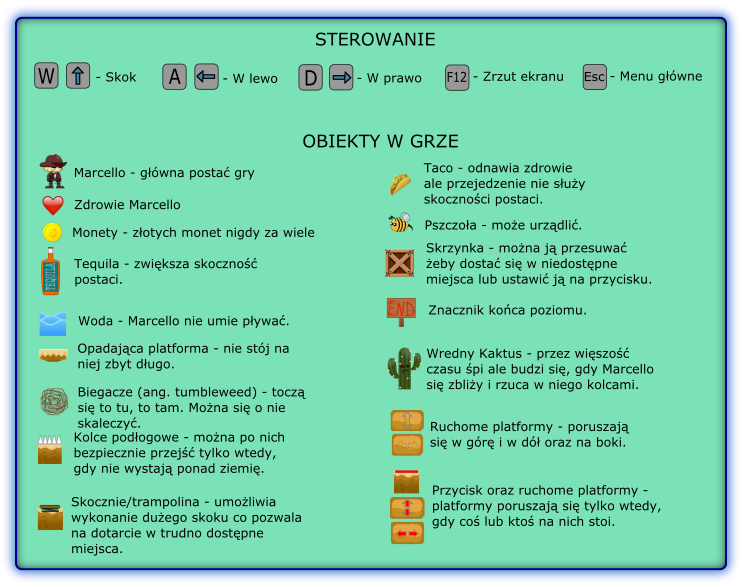 STEROWANIE
W - Skok
A - W lewo
D - W prawo
F12 - Zrzut ekranu
Esc - Menu główne
OBIEKTY W GRZE
Marcello - główna postać gry
Zdrowie Marcello
Monety - złotych monet nigdy za wiele
TEQUILA
Tequila - zwiększa skoczność
postaci.
Woda - Marcello nie umie pływać.
Opadająca platforma - nie stój na
niej zbyt długo.
Biegacze (ang. tumbleweed) - toczą
się to tu, to tam. Można się o nie
skaleczyć.
Kolce podłogowe - można po nich
bezpiecznie przejść tylko wtedy,
gdy nie wystają ponad ziemię.
Skocznie/trampolina - umożliwia
wykonanie dużego skoku co pozwala
na dotarcie w trudno dostępne
miejsca.
Taco - odnawia zdrowie
ale przejedzenie nie służy
skoczności postaci.
Pszczoła - może urządlić.
Skrzynka - można ją przesuwać
żeby dostać się w niedostępne
miejsca lub ustawić ją na przycisku.
END
Znacznik końca poziomu.
Wredny Kaktus - przez więszość
czasu śpi ale budzi się, gdy Marcello
się zbliży i rzuca w niego kolcami.
Ruchome platformy - poruszają
się w górę i w dół oraz na boki.
Przycisk oraz ruchome platformy -
platformy poruszają się tylko wtedy,
gdy coś lub ktoś na nich stoi.